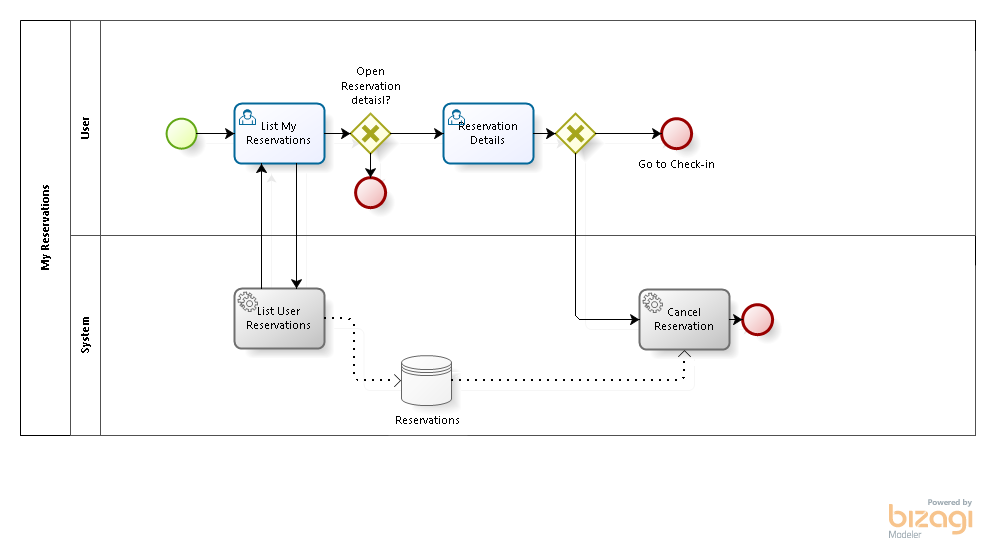 My Reservations
User
Open
Reservation
detaisl?
List My
Reservations
Reservation
Details
Go to Check-in
System
List User
Reservations
Cancel
Reservation
Reservations
Powered by
bizagi
Modeler